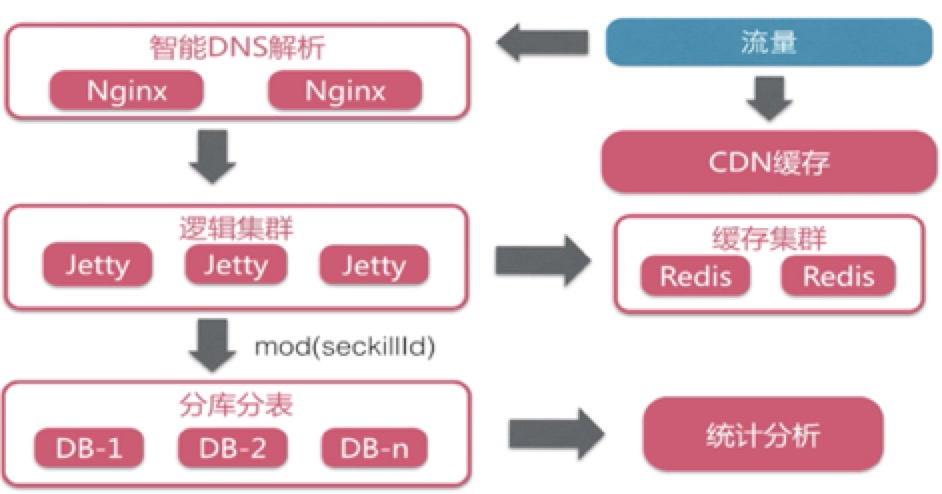 智能DNS解析
Nginx Nginx
流量
CDN缓存
逻辑集群
Jetty Jetty Jetty
缓存集群
Redis Redis
mod(seckillId)
分库分表
DB-1 DB-2 DB-n
统计分析